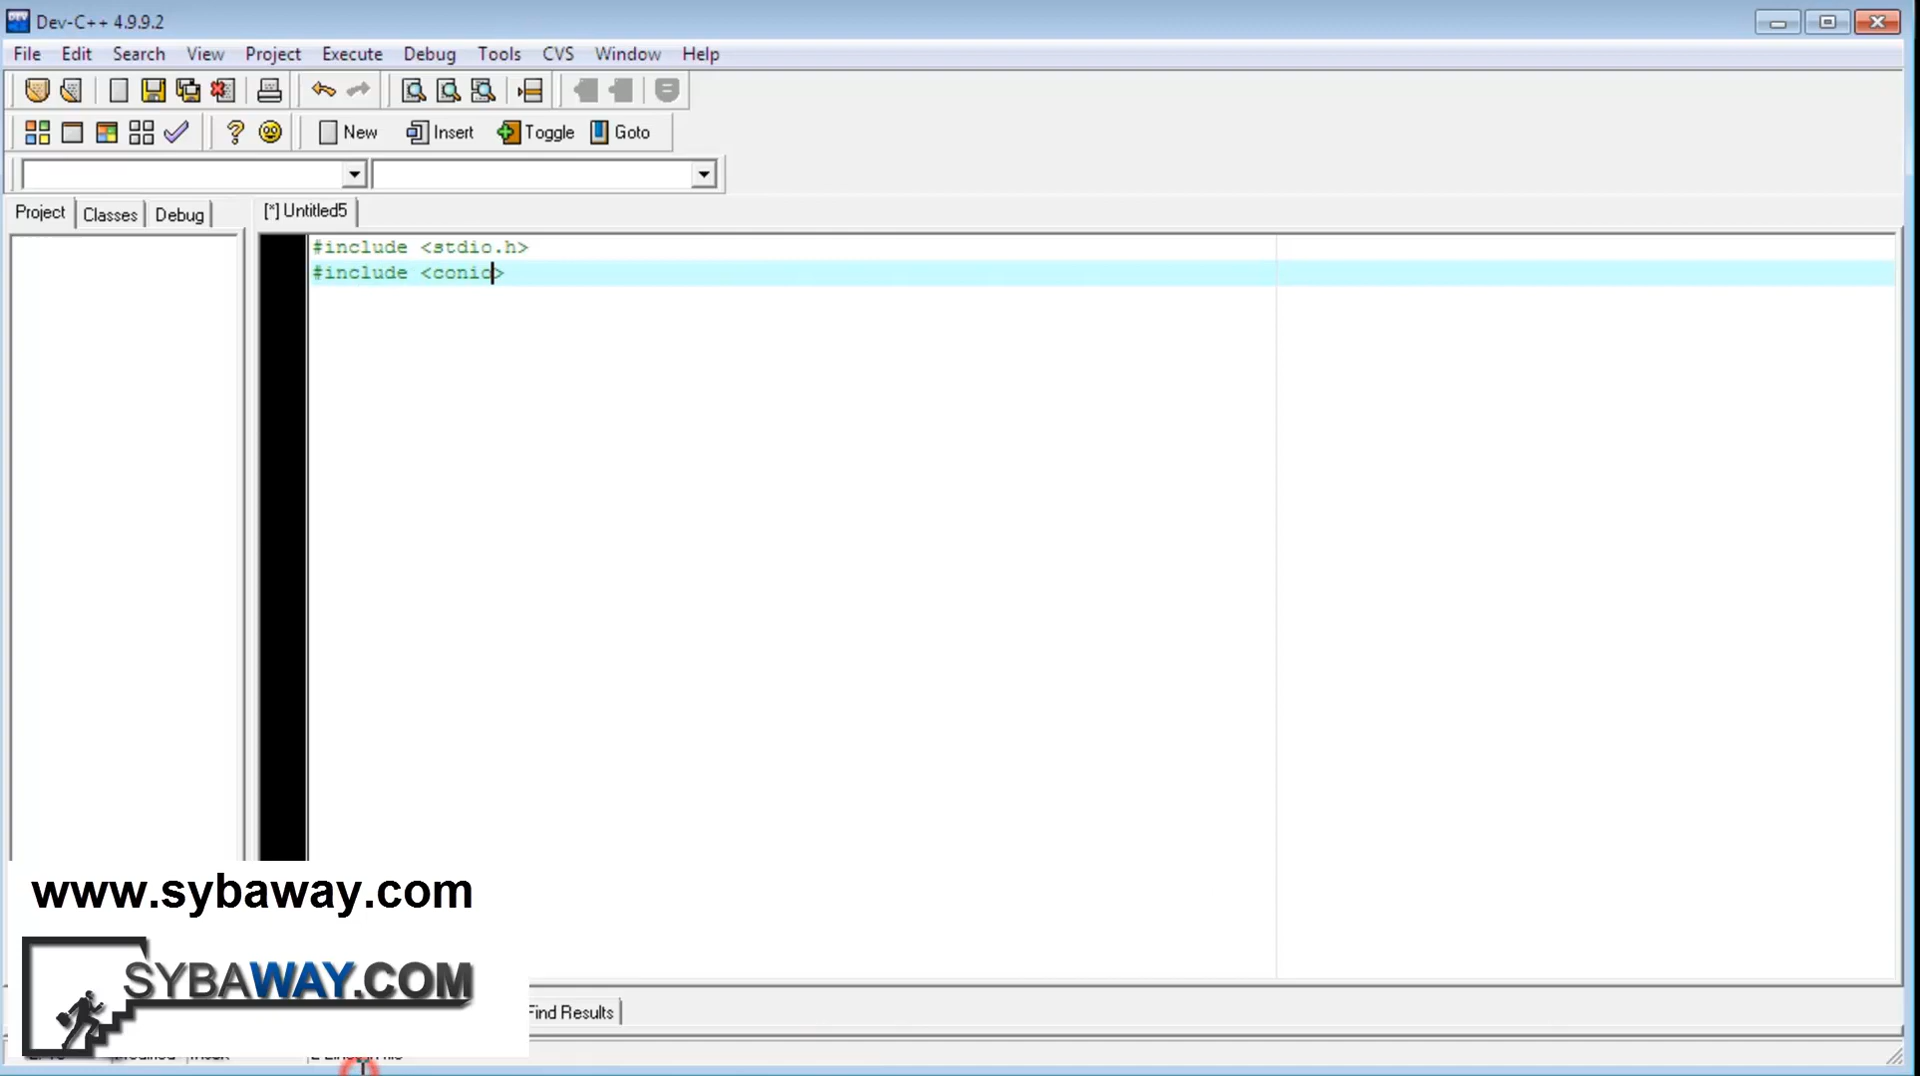 Dev-C++ 4.9.9.2
File Edit Search View Project Execute Debug Tools CVS Window Help
New Insert Toggle Goto
Project Classes Debug
[*] Untitled5
#include <stdio.h>
#include <conio>
www.sybaway.com
SYBAWAY.COM
Find Results